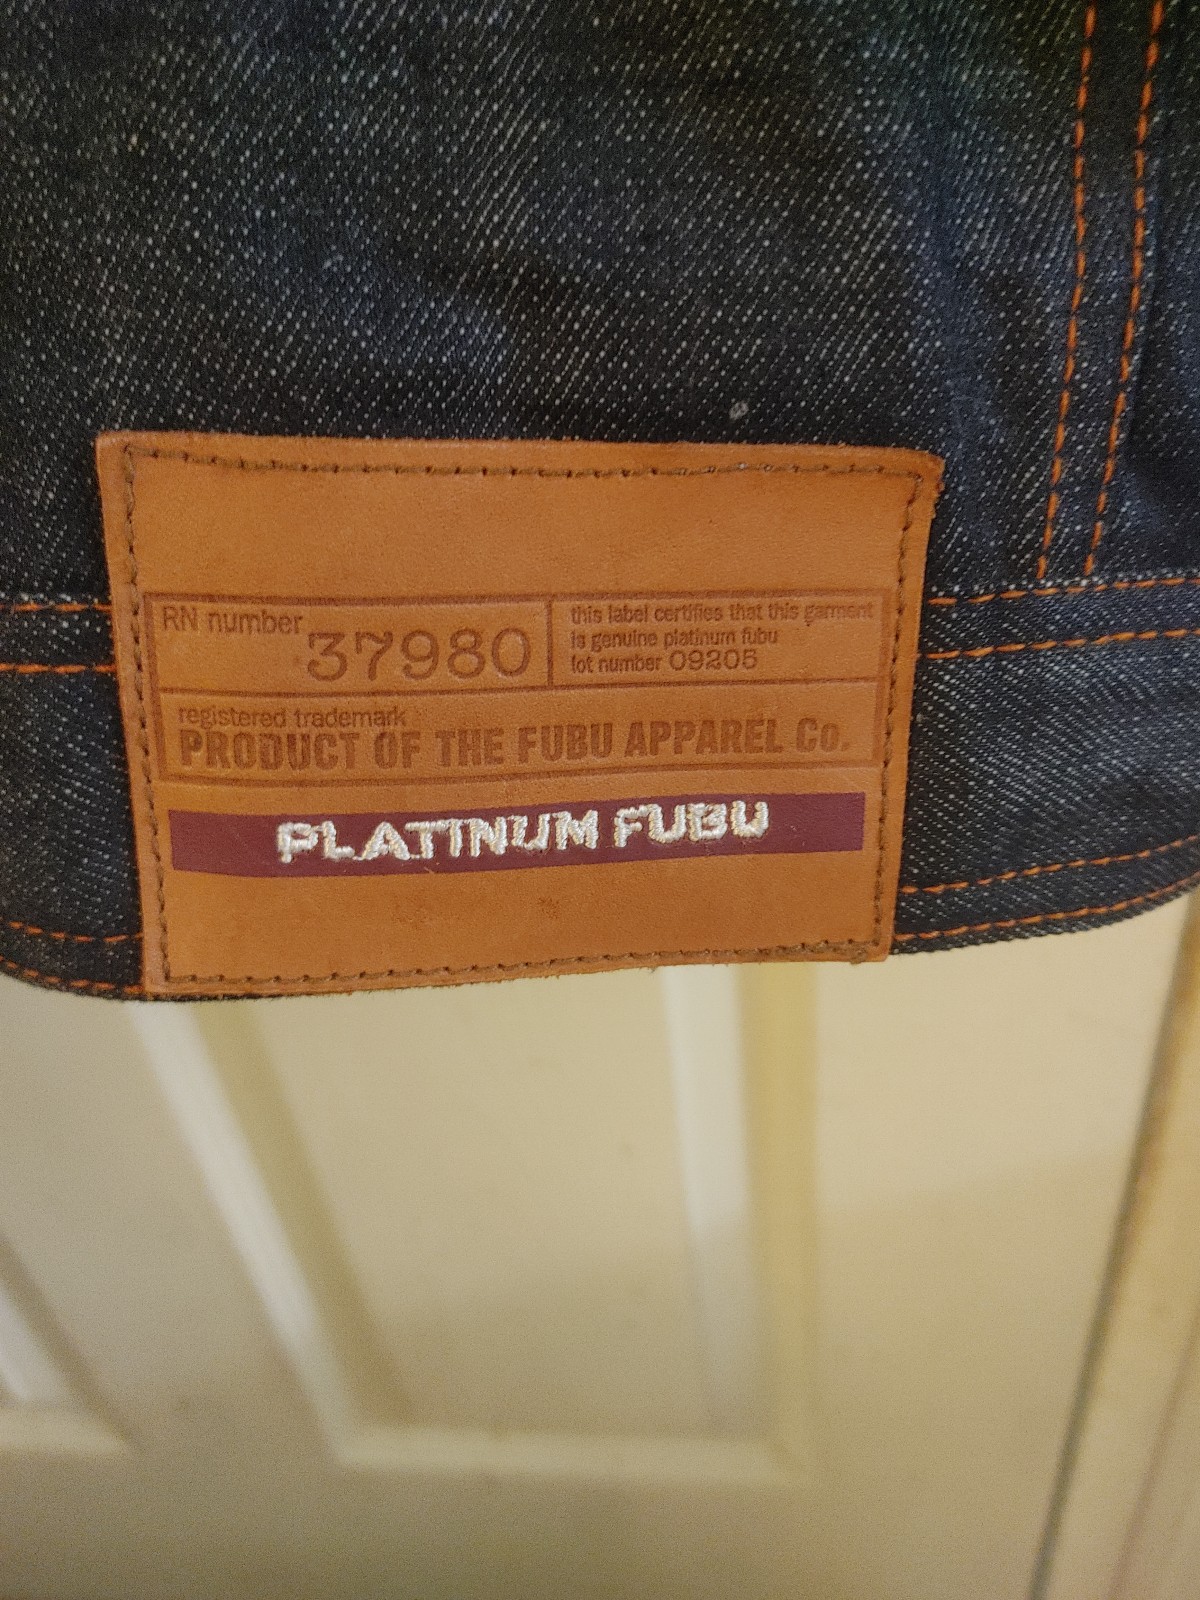 RN number
37980
this label certifies that this garment
is genuine platinum fubu
lot number 09205
registered trademark
PRODUCT OF THE FUBU APPAREL Co.
PLATINUM FUBU